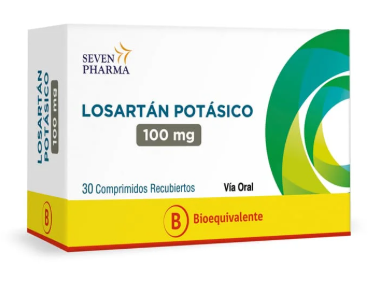 SEVEN
PHARMA
LOSARTÁN POTÁSICO
100 mg
30 Comprimidos Recubiertos
Vía Oral
B Bioequivalente
LOSARTÁN
POTÁSICO
100 mg
B